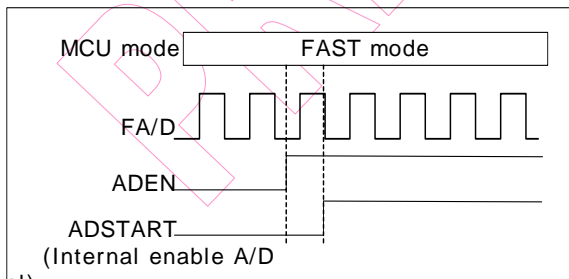 MCU mode FAST mode
FA/D
ADEN
ADSTART
(Internal enable A/D